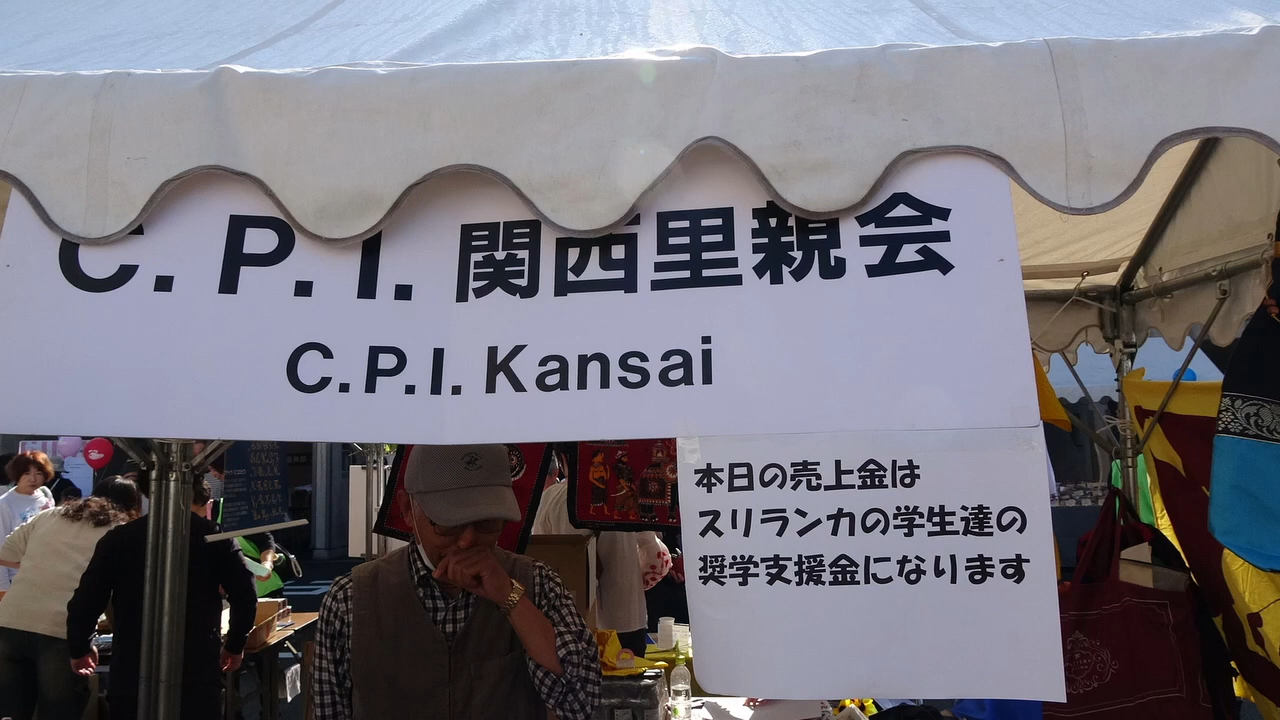 C. P. I. 関西里親会
C.P.I. Kansai
本日の売上金は
スリランカの学生達の
奨学支援金になります